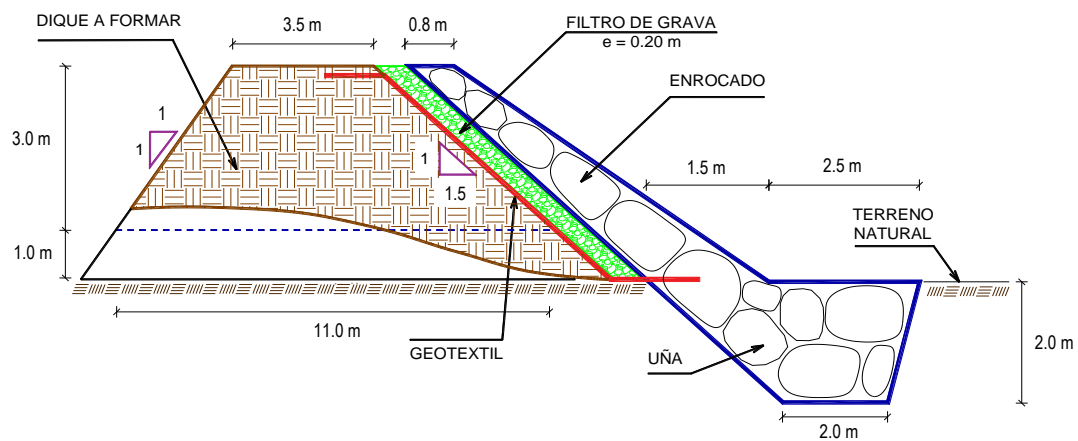 DIQUE A FORMAR
3.5 m
0.8 m
FILTRO DE GRAVA
e = 0.20 m
ENROCADO
1
1
3.0 m
1
1.5
1.5 m
2.5 m
TERRENO
NATURAL
1.0 m
11.0 m
GEOTEXTIL
UÑA
2.0 m
2.0 m